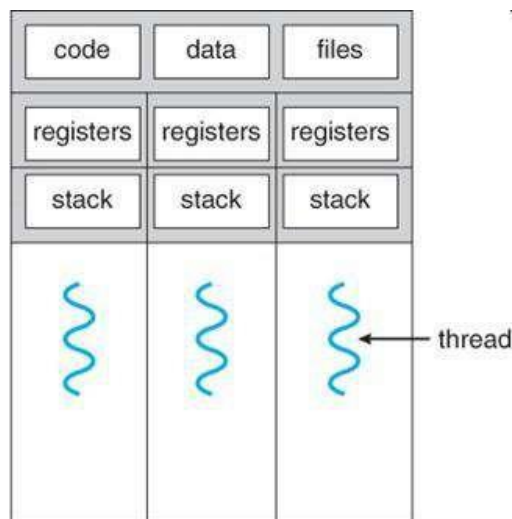 code data files
registers registers registers
stack stack stack
thread